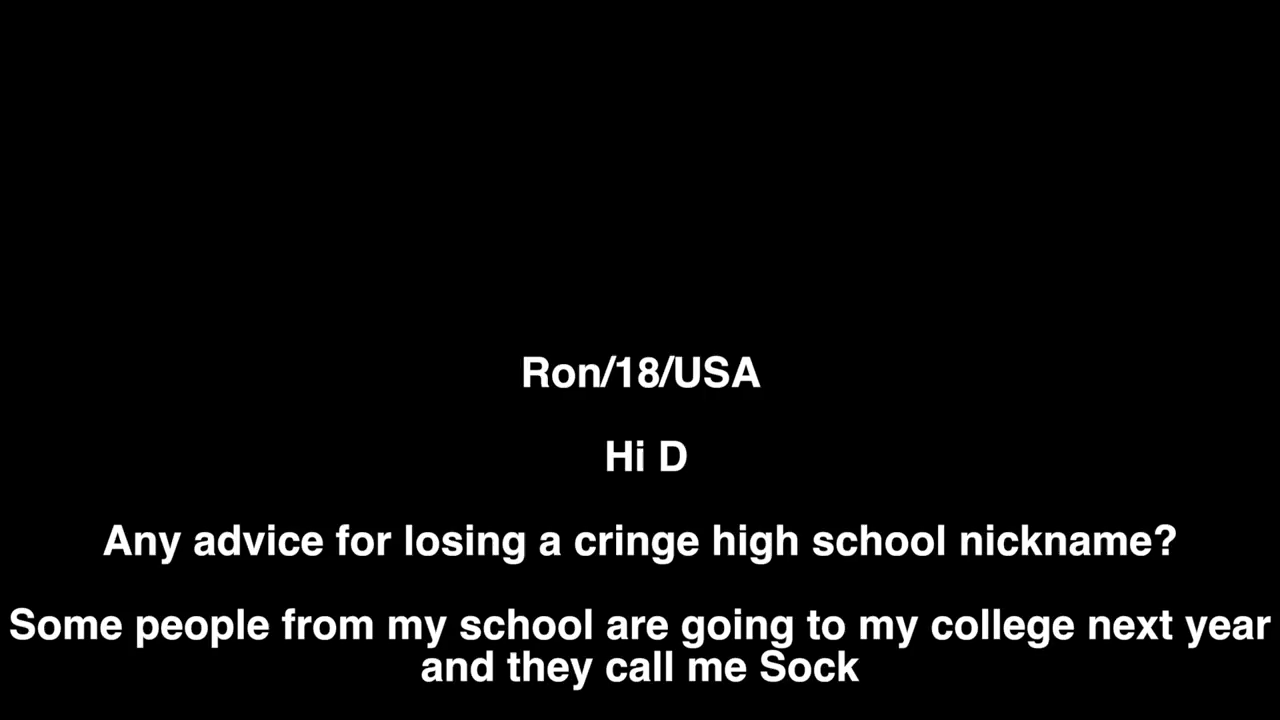 Ron/18/USA
Hi D
Any advice for losing a cringe high school nickname?
Some people from my school are going to my college next year
and they call me Sock